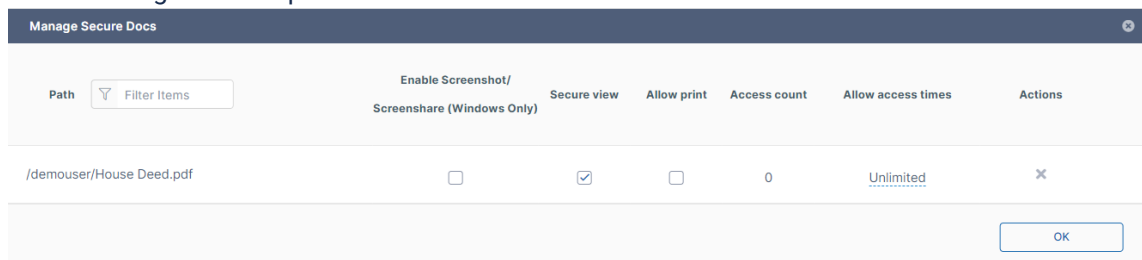 Manage Secure Docs
Path Filter Items Enable Screenshot/ Screenshare (Windows Only) Secure view Allow print Access count Allow access times Actions
/demouser/House Deed.pdf 0 Unlimited
OK